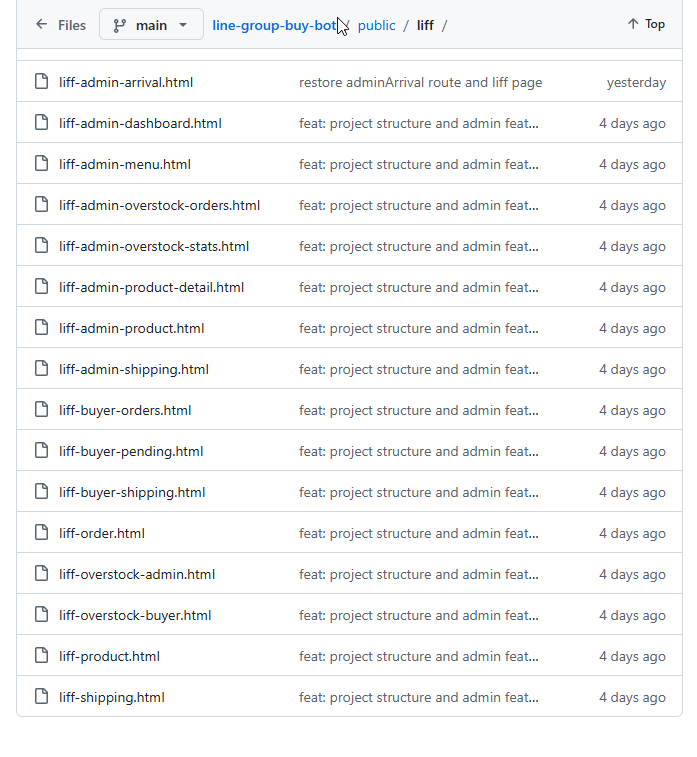 Files main line-group-buy-bot / public / liff / Top
liff-admin-arrival.html restore adminArrival route and liff page yesterday
liff-admin-dashboard.html feat: project structure and admin feat... 4 days ago
liff-admin-menu.html feat: project structure and admin feat... 4 days ago
liff-admin-overstock-orders.html feat: project structure and admin feat... 4 days ago
liff-admin-overstock-stats.html feat: project structure and admin feat... 4 days ago
liff-admin-product-detail.html feat: project structure and admin feat... 4 days ago
liff-admin-product.html feat: project structure and admin feat... 4 days ago
liff-admin-shipping.html feat: project structure and admin feat... 4 days ago
liff-buyer-orders.html feat: project structure and admin feat... 4 days ago
liff-buyer-pending.html feat: project structure and admin feat... 4 days ago
liff-buyer-shipping.html feat: project structure and admin feat... 4 days ago
liff-order.html feat: project structure and admin feat... 4 days ago
liff-overstock-admin.html feat: project structure and admin feat... 4 days ago
liff-overstock-buyer.html feat: project structure and admin feat... 4 days ago
liff-product.html feat: project structure and admin feat... 4 days ago
liff-shipping.html feat: project structure and admin feat... 4 days ago